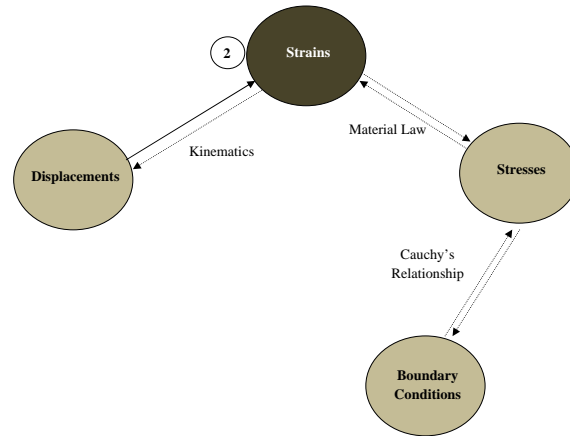 2
Strains
Material Law
Kinematics
Displacements
Stresses
Cauchy's
Relationship
Boundary
Conditions